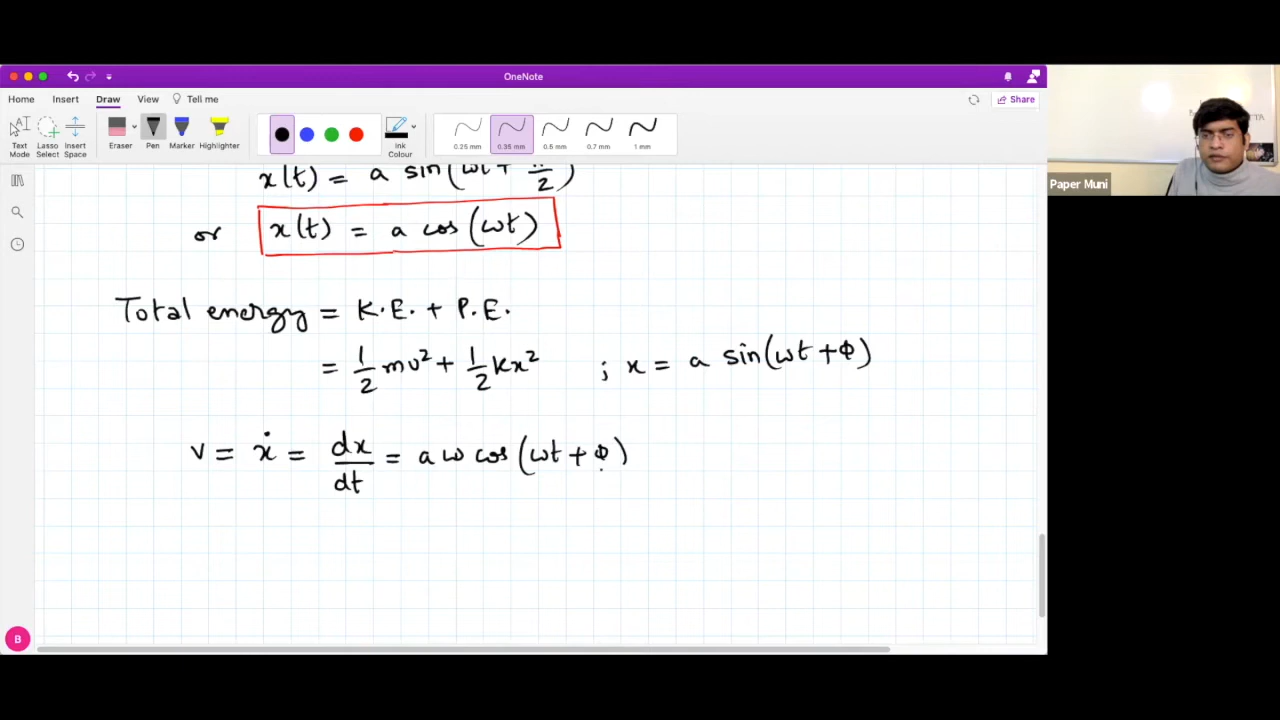 OneNote
Home Insert Draw View Tell me Share
Text Mode Lasso Select Insert Space Eraser Pen Marker Highlighter Ink Colour 0.25 mm 0.35 mm 0.5 mm 0.7 mm 1 mm
x(t) = a sin(ωt + π/2)
or x(t) = a cos(ωt)
Total energy = K.E. + P.E.
= 1/2 mv² + 1/2 kx² ; x = a sin(ωt + Φ)
v = ẋ = dx/dt = a ω cos(ωt + Φ)
Paper Muni
B